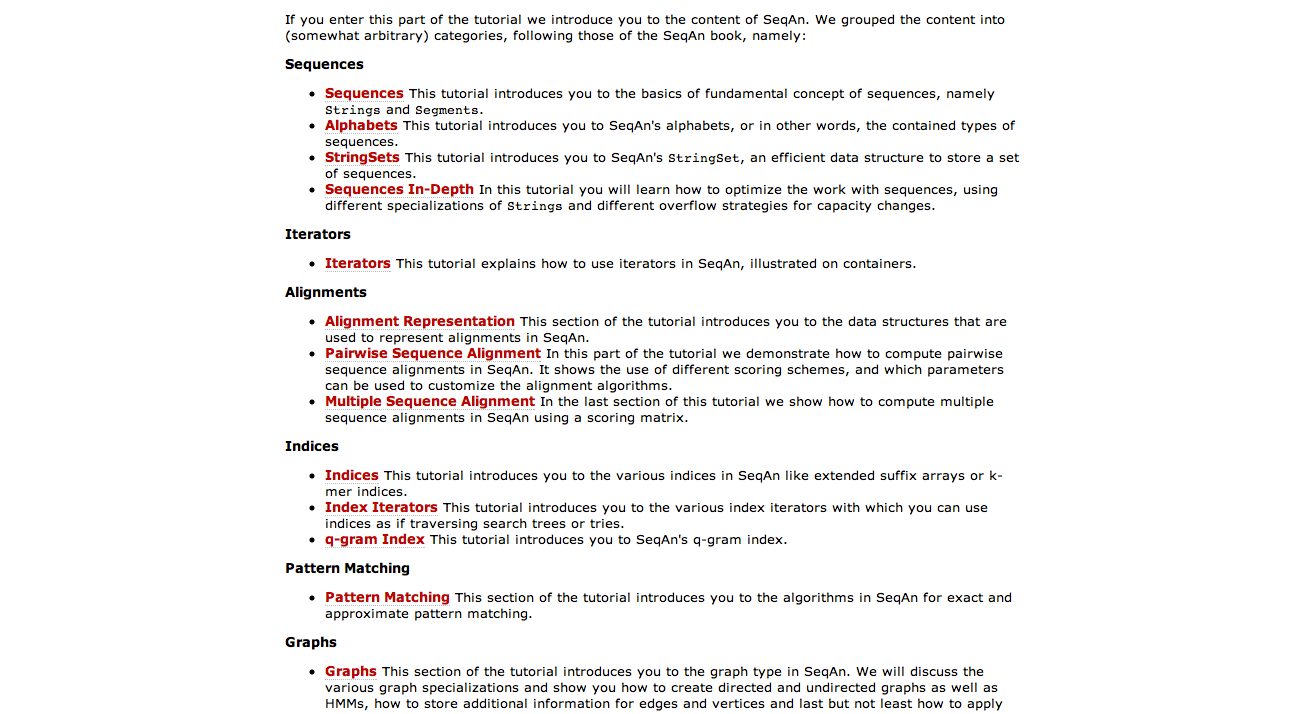 If you enter this part of the tutorial we introduce you to the content of SeqAn. We grouped the content into
(somewhat arbitrary) categories, following those of the SeqAn book, namely:
Sequences
• Sequences This tutorial introduces you to the basics of fundamental concept of sequences, namely
Strings and Segments.
• Alphabets This tutorial introduces you to SeqAn's alphabets, or in other words, the contained types of
sequences.
• StringSets This tutorial introduces you to SeqAn's StringSet, an efficient data structure to store a set
of sequences.
• Sequences In-Depth In this tutorial you will learn how to optimize the work with sequences, using
different specializations of Strings and different overflow strategies for capacity changes.
Iterators
• Iterators This tutorial explains how to use iterators in SeqAn, illustrated on containers.
Alignments
• Alignment Representation This section of the tutorial introduces you to the data structures that are
used to represent alignments in SeqAn.
• Pairwise Sequence Alignment In this part of the tutorial we demonstrate how to compute pairwise
sequence alignments in SeqAn. It shows the use of different scoring schemes, and which parameters
can be used to customize the alignment algorithms.
• Multiple Sequence Alignment In the last section of this tutorial we show how to compute multiple
sequence alignments in SeqAn using a scoring matrix.
Indices
• Indices This tutorial introduces you to the various indices in SeqAn like extended suffix arrays or k-
mer indices.
• Index Iterators This tutorial introduces you to the various index iterators with which you can use
indices as if traversing search trees or tries.
• q-gram Index This tutorial introduces you to SeqAn's q-gram index.
Pattern Matching
• Pattern Matching This section of the tutorial introduces you to the algorithms in SeqAn for exact and
approximate pattern matching.
Graphs
• Graphs This section of the tutorial introduces you to the graph type in SeqAn. We will discuss the
various graph specializations and show you how to create directed and undirected graphs as well as
HMMs, how to store additional information for edges and vertices and last but not least how to apply